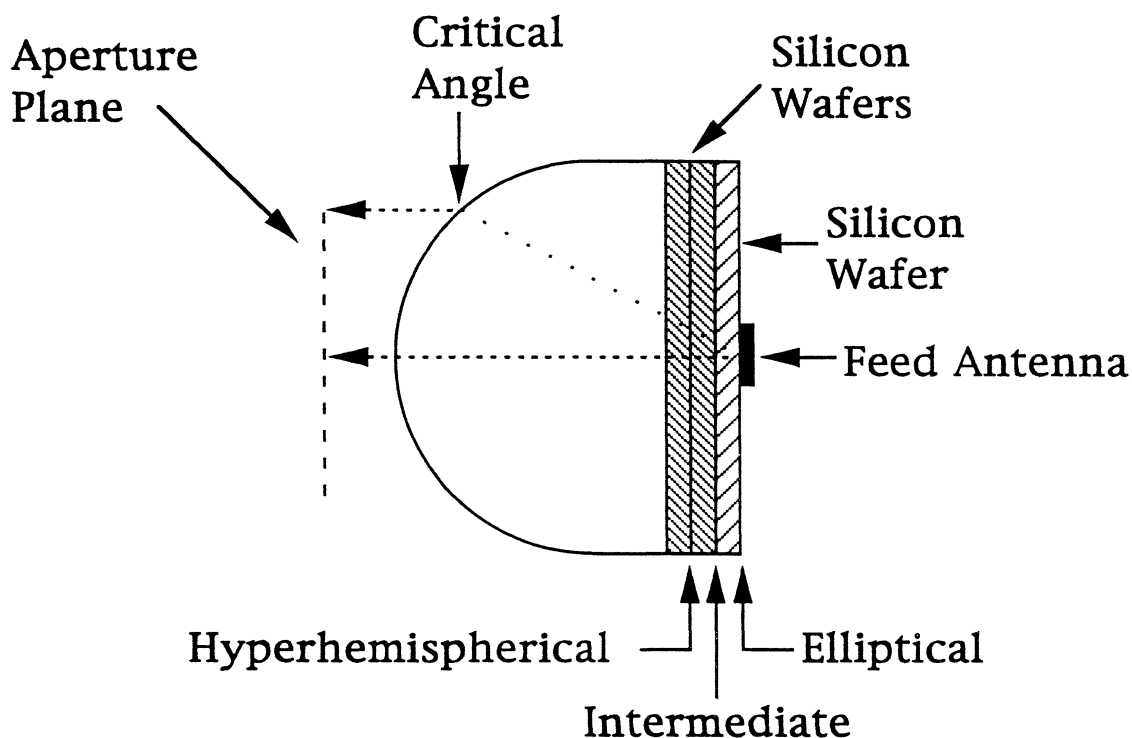 Aperture
Plane
Critical
Angle
Silicon
Wafers
Silicon
Wafer
Feed Antenna
Hyperhemispherical
Elliptical
Intermediate